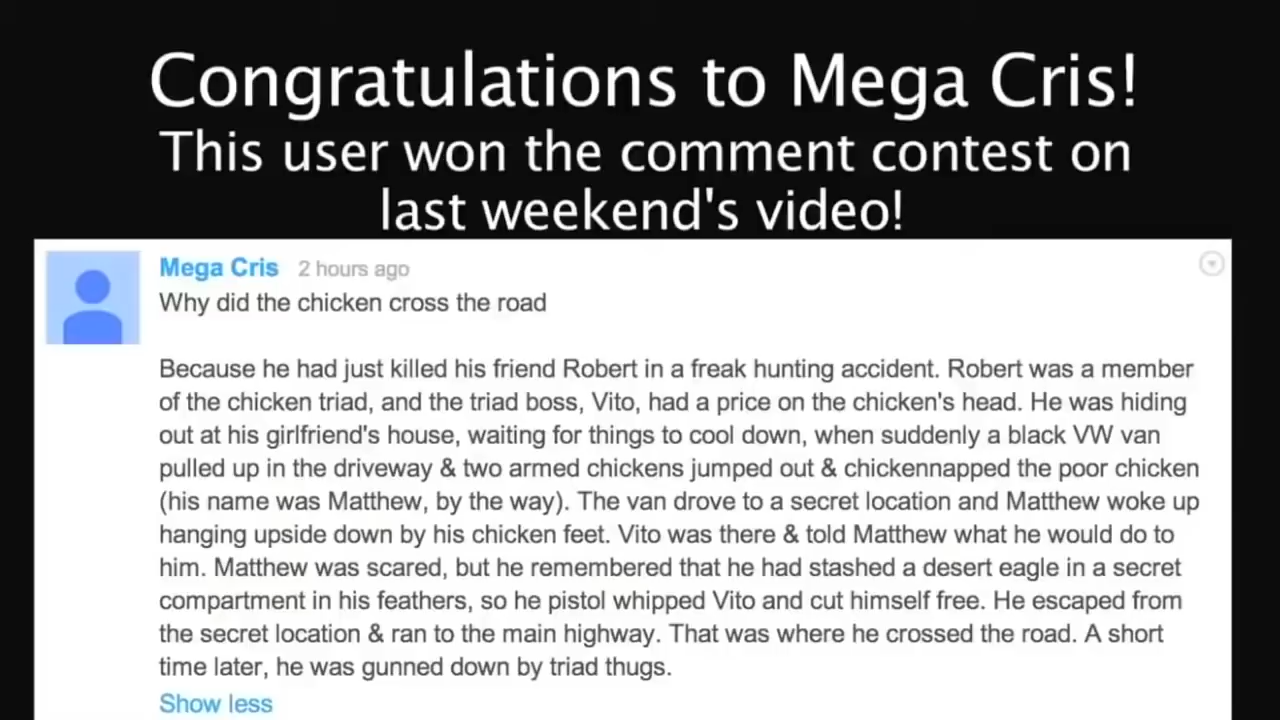 Congratulations to Mega Cris!
This user won the comment contest on
last weekend's video!
Mega Cris 2 hours ago
Why did the chicken cross the road
Because he had just killed his friend Robert in a freak hunting accident. Robert was a member
of the chicken triad, and the triad boss, Vito, had a price on the chicken's head. He was hiding
out at his girlfriend's house, waiting for things to cool down, when suddenly a black VW van
pulled up in the driveway & two armed chickens jumped out & chickennapped the poor chicken
(his name was Matthew, by the way). The van drove to a secret location and Matthew woke up
hanging upside down by his chicken feet. Vito was there & told Matthew what he would do to
him. Matthew was scared, but he remembered that he had stashed a desert eagle in a secret
compartment in his feathers, so he pistol whipped Vito and cut himself free. He escaped from
the secret location & ran to the main highway. That was where he crossed the road. A short
time later, he was gunned down by triad thugs.
Show less